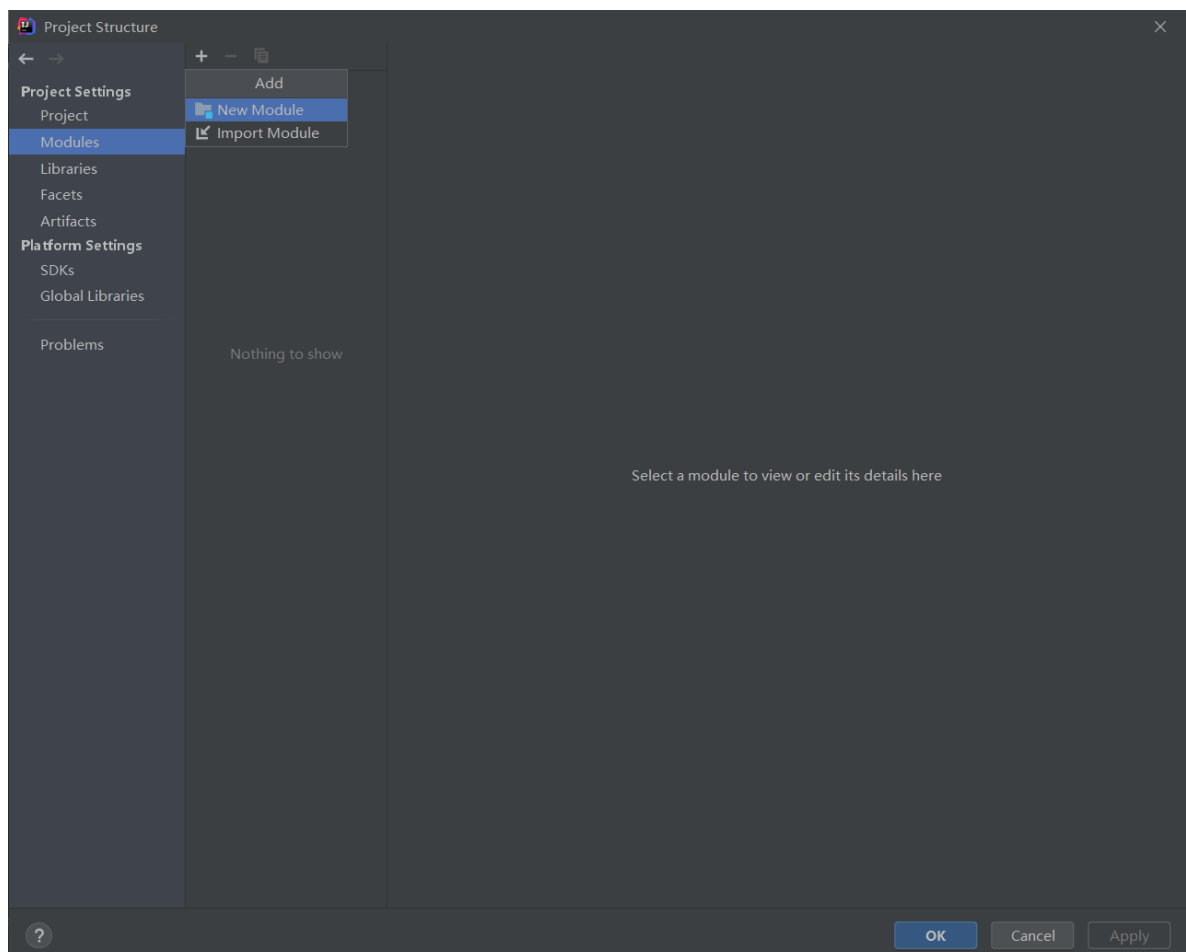 Project Structure
Project Settings
Project
Modules
Libraries
Facets
Artifacts
Platform Settings
SDKs
Global Libraries
Problems
Add
New Module
Import Module
Nothing to show
Select a module to view or edit its details here
?
OK
Cancel
Apply